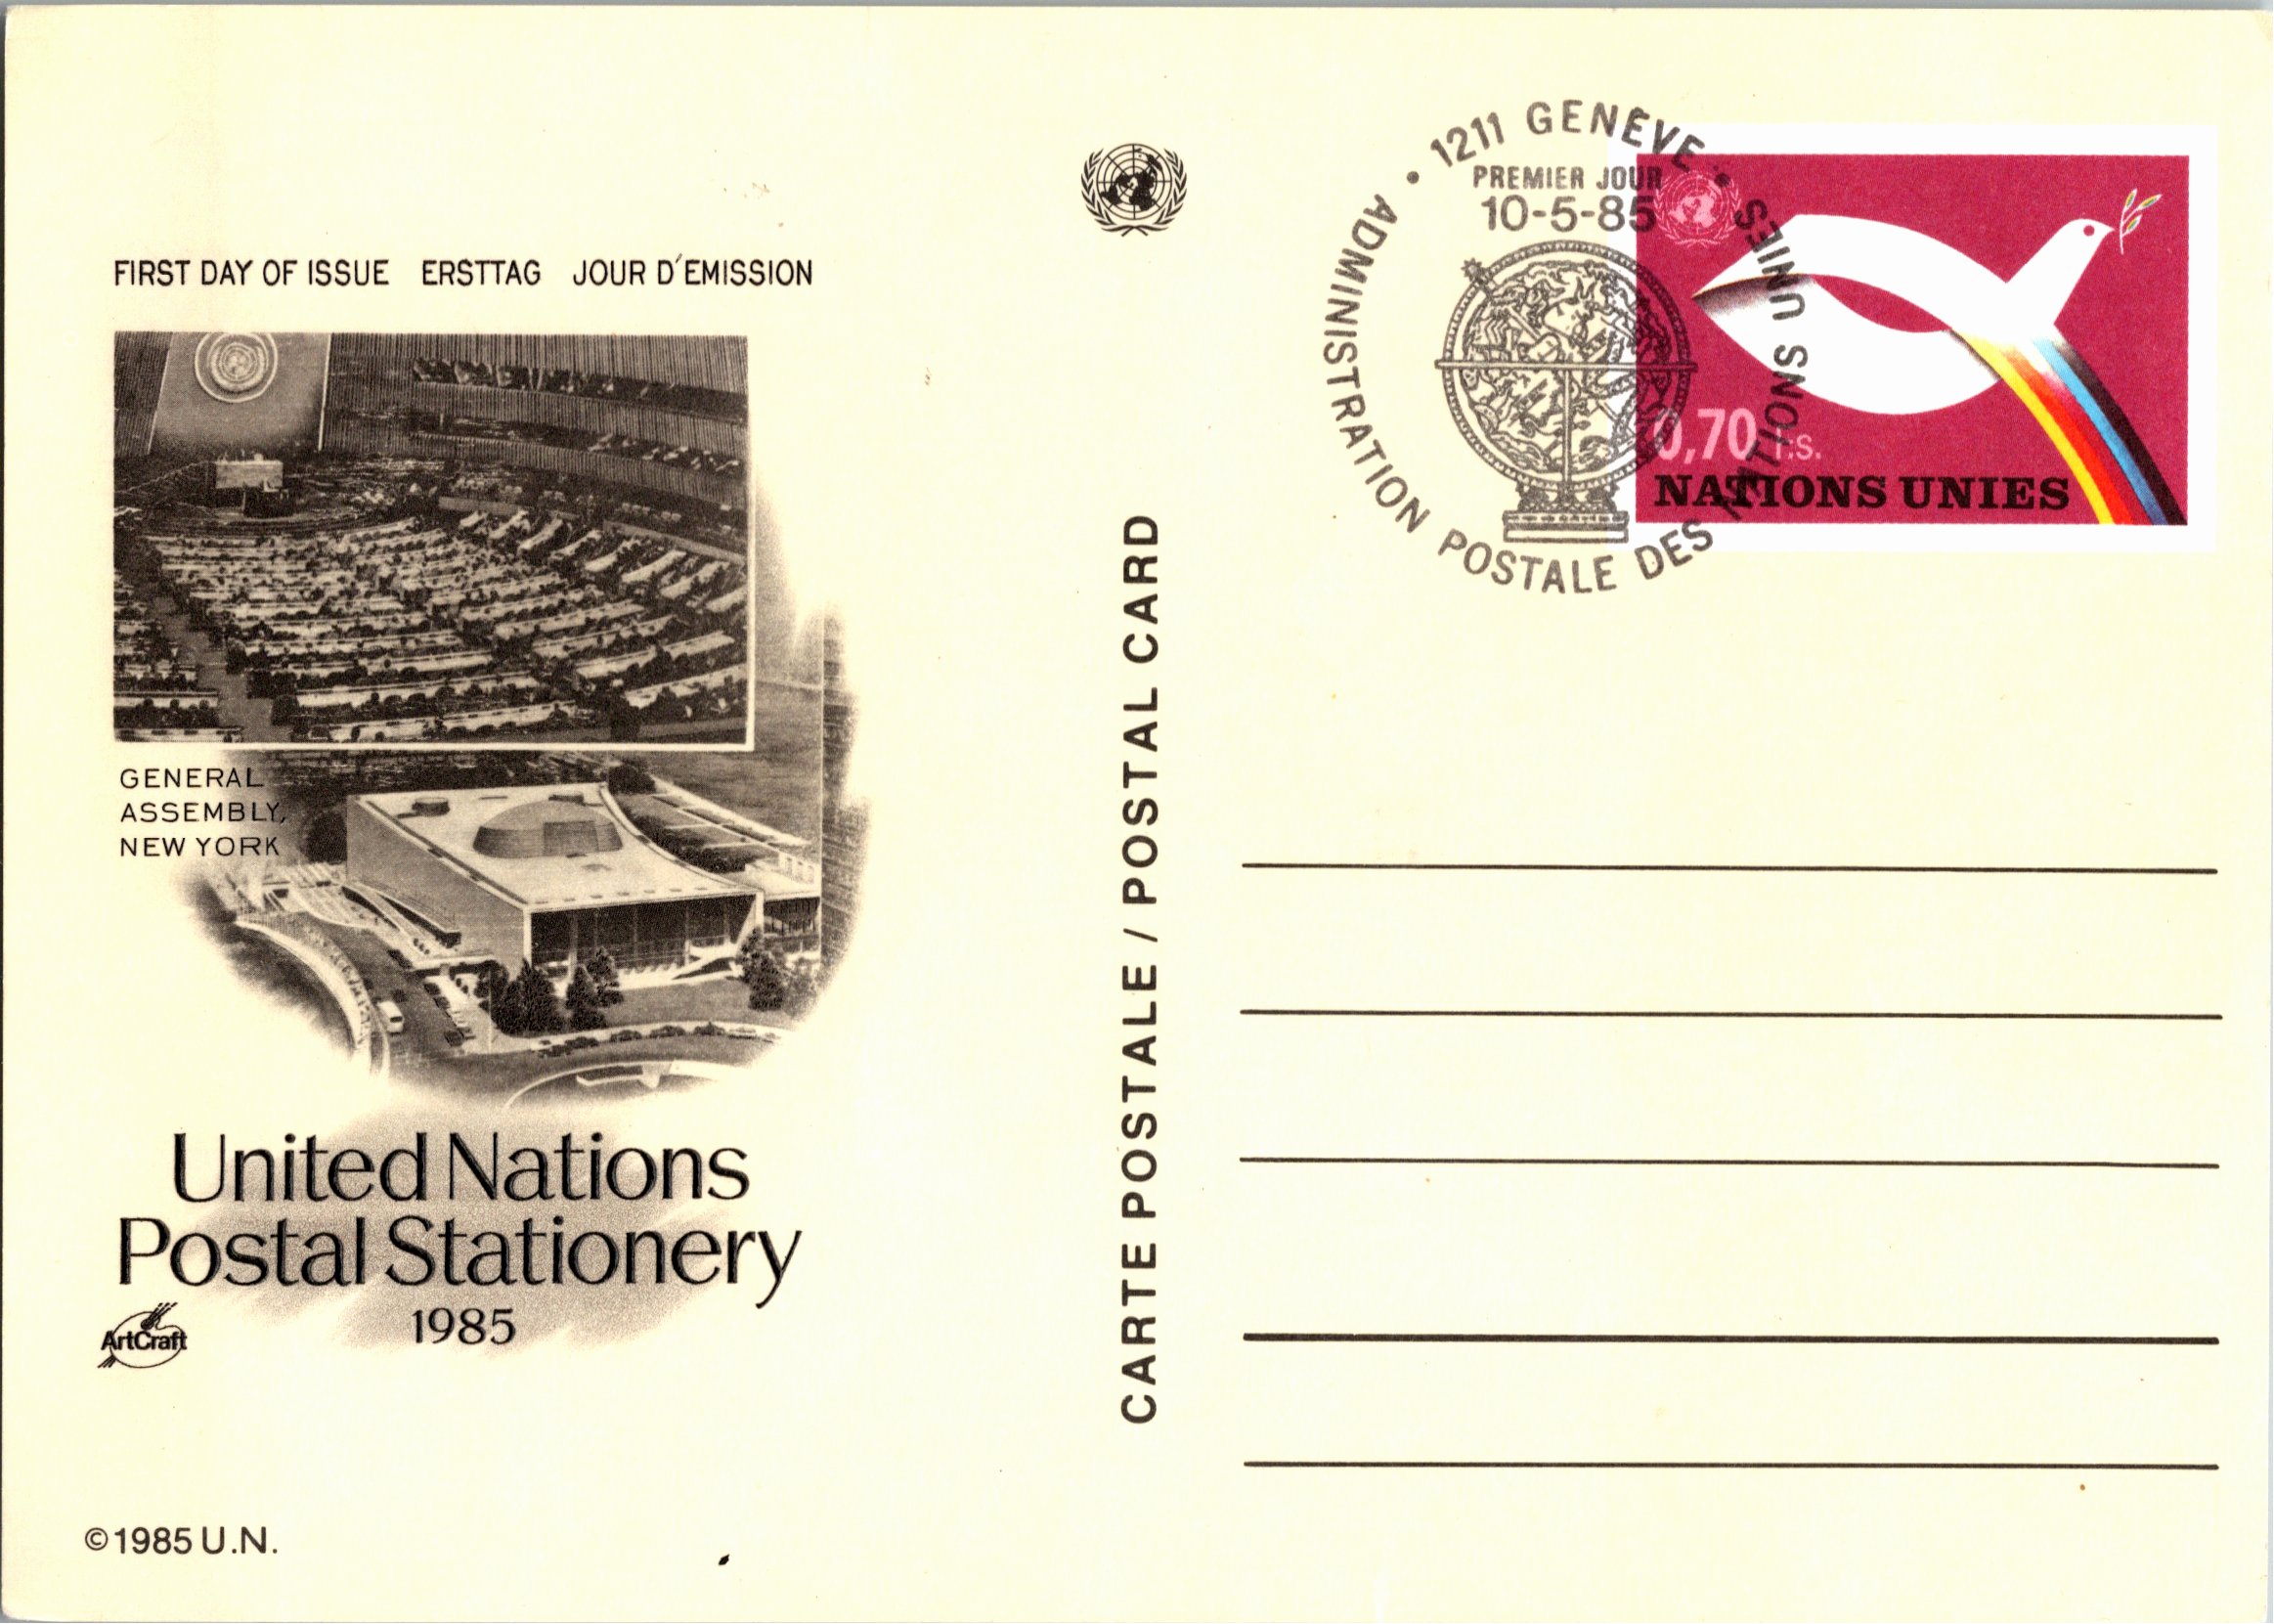 FIRST DAY OF ISSUE ERSTTAG JOUR D'EMISSION
GENERAL
ASSEMBLY,
NEW YORK
United Nations
Postal Stationery
1985
ArtCraft
© 1985 U.N.
CARTE POSTALE / POSTAL CARD
• 1211 GENÈVE •
ADMINISTRATION POSTALE DES NATIONS UNIES
PREMIER JOUR
10-5-85
0,70 F.S.
NATIONS UNIES